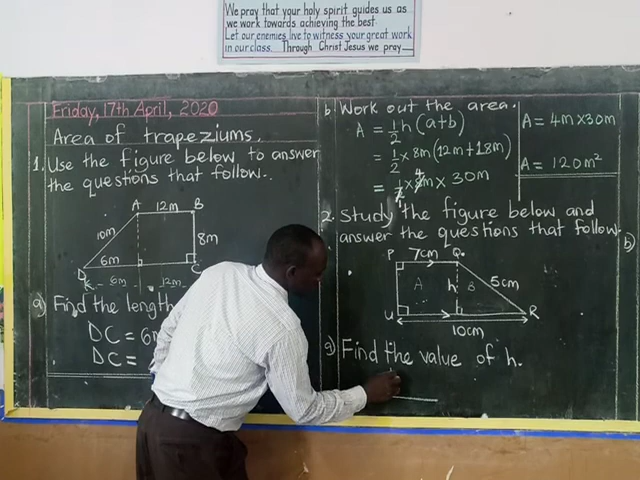 We pray that your holy spirit guides us as
we work towards achieving the best.
Let our enemies live to witness your great work
in our class. Through Christ Jesus we pray
Friday, 17th April, 2020
Area of trapeziums.
1. Use the figure below to answer
the questions that follow.
A 12m B
10m
8m
6m
D C
6m 12m
a) Find the length
DC = 6m
DC =
b. Work out the area.
A = 1/2 h (a+b)
= 1/2 x 8m (12m + 18m)
= 1/2 x 8m x 30m
A = 4m x 30m
A = 120m²
2. Study the figure below and
answer the questions that follow.
P 7cm Q
A h B 5cm
U R
10cm
a) Find the value of h.
b)